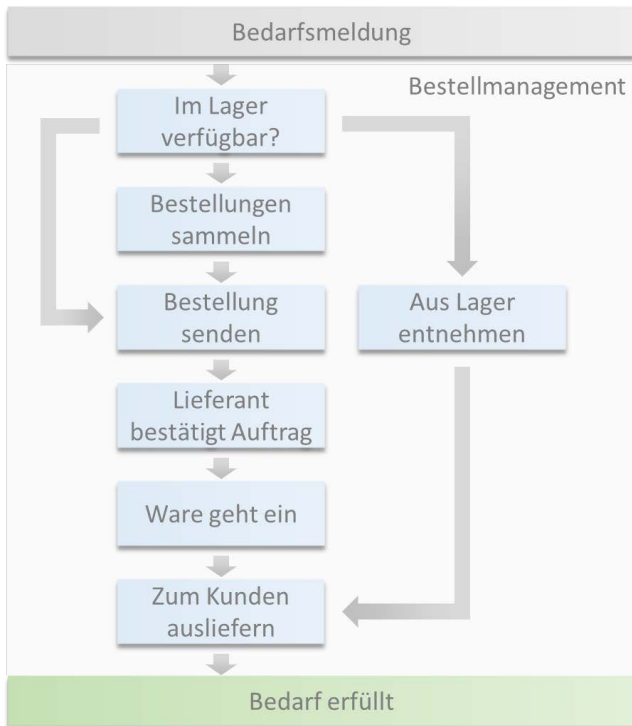 Bedarfsmeldung
Bestellmanagement
Im Lager
verfügbar?
Bestellungen
sammeln
Bestellung
senden
Aus Lager
entnehmen
Lieferant
bestätigt Auftrag
Ware geht ein
Zum Kunden
ausliefern
Bedarf erfüllt